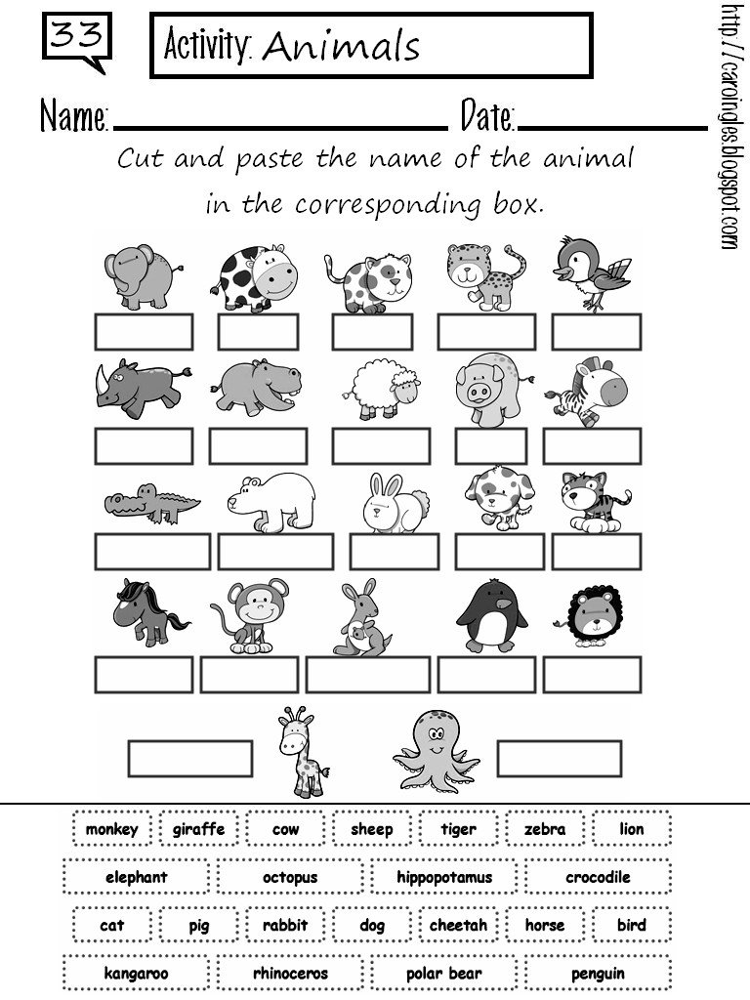 33
Activity: Animals
http://caroingles.blogspot.com
Name: Date:
Cut and paste the name of the animal
in the corresponding box.
monkey giraffe cow sheep tiger zebra lion
elephant octopus hippopotamus crocodile
cat pig rabbit dog cheetah horse bird
kangaroo rhinoceros polar bear penguin